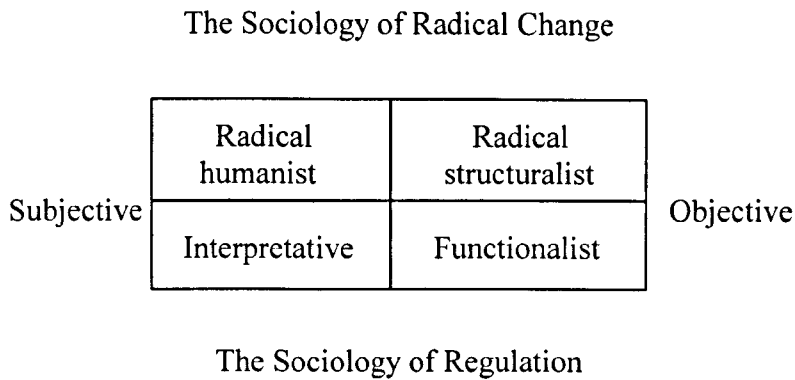 The Sociology of Radical Change
Radical
humanist
Radical
structuralist
Subjective
Objective
Interpretative
Functionalist
The Sociology of Regulation